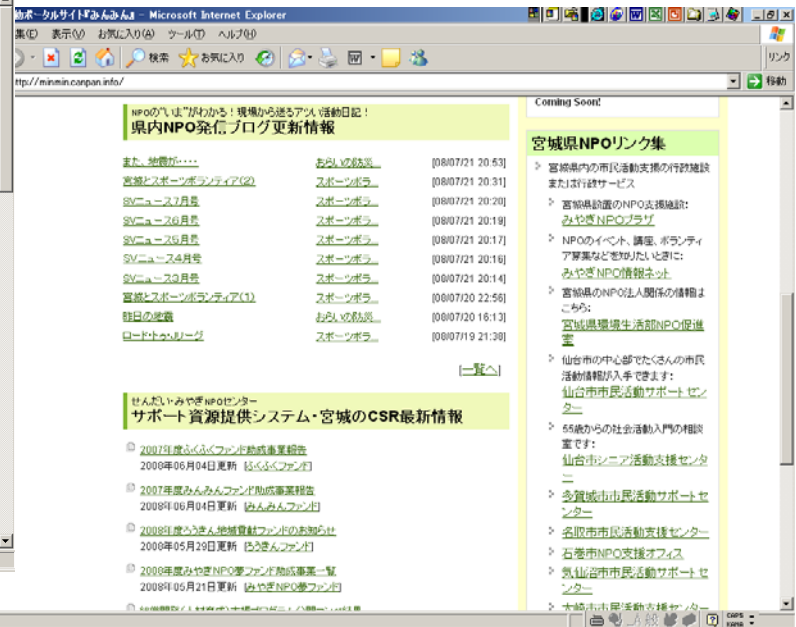 動ポータルサイト『みんみん』 - Microsoft Internet Explorer
集(E) 表示(V) お気に入り(A) ツール(T) ヘルプ(H)
検索 お気に入り
リンク
ttp://minmin.canpan.info/
移動
NPOの"いま"がわかる!現場から送るアツい活動日記!
県内NPO発信ブログ更新情報
また、地震が・・・・ おらいの防災... [08/07/21 20:53]
宮城とスポーツボランティア(2) スポーツボラ... [08/07/21 20:31]
SVニュース7月号 スポーツボラ... [08/07/21 20:20]
SVニュース6月号 スポーツボラ... [08/07/21 20:19]
SVニュース5月号 スポーツボラ... [08/07/21 20:17]
SVニュース4月号 スポーツボラ... [08/07/21 20:16]
SVニュース3月号 スポーツボラ... [08/07/21 20:14]
宮城とスポーツボランティア(1) スポーツボラ... [08/07/20 22:56]
昨日の地震 おらいの防災... [08/07/20 16:13]
ロード・トゥ・Jリーグ スポーツボラ... [08/07/19 21:38]
[一覧へ]
せんだい・みやぎNPOセンター
サポート資源提供システム・宮城のCSR最新情報
2007年度ふくふくファンド助成事業報告
2008年06月04日更新 [ふくふくファンド]
2007年度みんみんファンド助成事業報告
2008年06月04日更新 [みんみんファンド]
2008年度ろうきん地域貢献ファンドのお知らせ
2008年05月29日更新 [ろうきんファンド]
2008年度みやぎNPO夢ファンド助成事業一覧
2008年05月21日更新 [みやぎNPO夢ファンド]
Coming Soon!
宮城県NPOリンク集
宮城県内の市民活動支援の行政施設
または行政サービス
宮城県設置のNPO支援施設:
みやぎNPOプラザ
NPOのイベント、講座、ボランティ
ア募集などを知りたいときに:
みやぎNPO情報ネット
宮城県のNPO法人関係の情報は
こちら:
宮城県環境生活部NPO促進
室
仙台市の中心部でたくさんの市民
活動情報が入手できます:
仙台市市民活動サポートセン
ター
55歳からの社会活動入門の相談
室です:
仙台市シニア活動支援センタ
ー
多賀城市市民活動サポートセ
ンター
名取市市民活動支援センター
石巻市NPO支援オフィス
気仙沼市市民活動サポートセ
ンター
大崎市市民活動サポートセ
A 般
CAPS
KANA